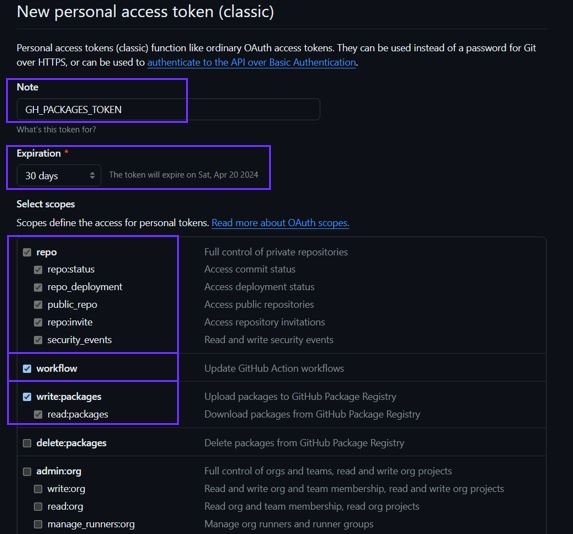 New personal access token (classic)
Personal access tokens (classic) function like ordinary OAuth access tokens. They can be used instead of a password for Git
over HTTPS, or can be used to authenticate to the API over Basic Authentication.
Note
GH_PACKAGES_TOKEN
What's this token for?
Expiration *
30 days The token will expire on Sat, Apr 20 2024
Select scopes
Scopes define the access for personal tokens. Read more about OAuth scopes.
repo Full control of private repositories
repo:status Access commit status
repo_deployment Access deployment status
public_repo Access public repositories
repo:invite Access repository invitations
security_events Read and write security events
workflow Update GitHub Action workflows
write:packages Upload packages to GitHub Package Registry
read:packages Download packages from GitHub Package Registry
delete:packages Delete packages from GitHub Package Registry
admin:org Full control of orgs and teams, read and write org projects
write:org Read and write org and team membership, read and write org projects
read:org Read org and team membership, read org projects
manage_runners:org Manage org runners and runner groups